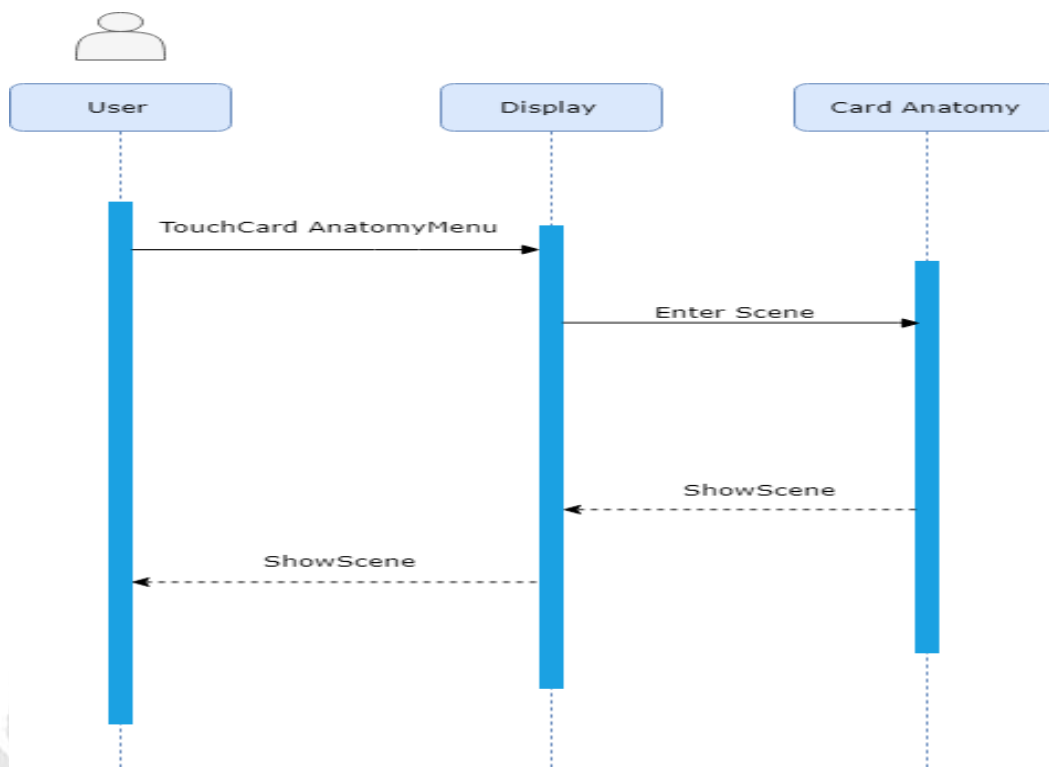 User
Display
Card Anatomy
TouchCard AnatomyMenu
Enter Scene
ShowScene
ShowScene